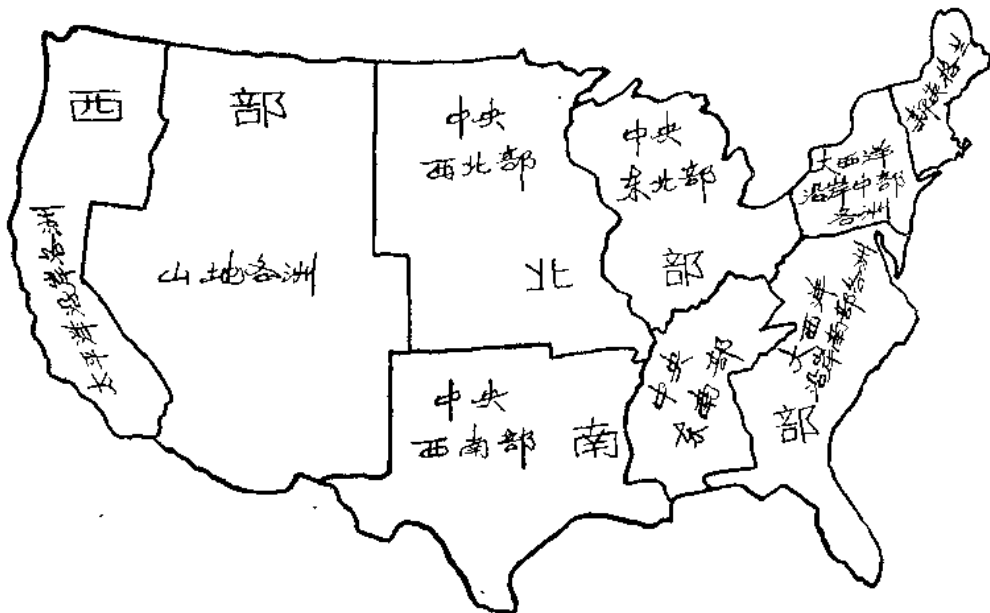 西 部
太平洋沿岸各洲
山地各洲
中央
西北部
中央
东北部
北 部
中央
西南部
南 部
中央
东南部
大西洋
沿岸南部各洲
大西洋
沿岸中部
各洲
新英格兰